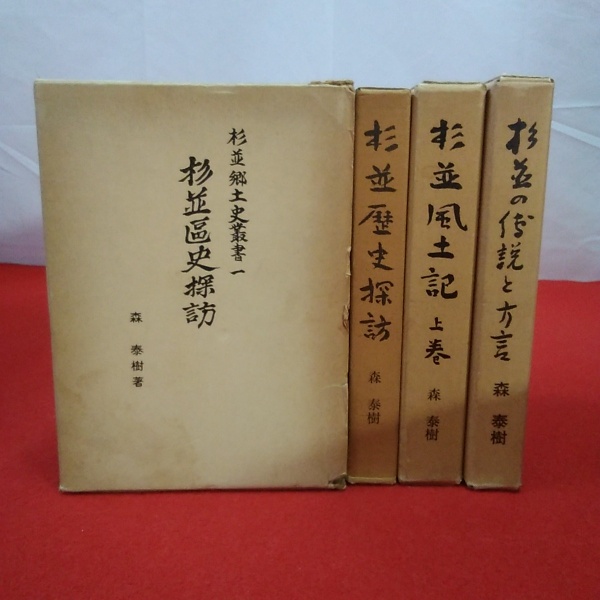 杉並郷土史叢書 一
杉並區史探訪
森 泰樹 著
杉並歷史探訪
森 泰樹
杉並風土記 上巻
森 泰樹
杉並の伝説と方言
森 泰樹